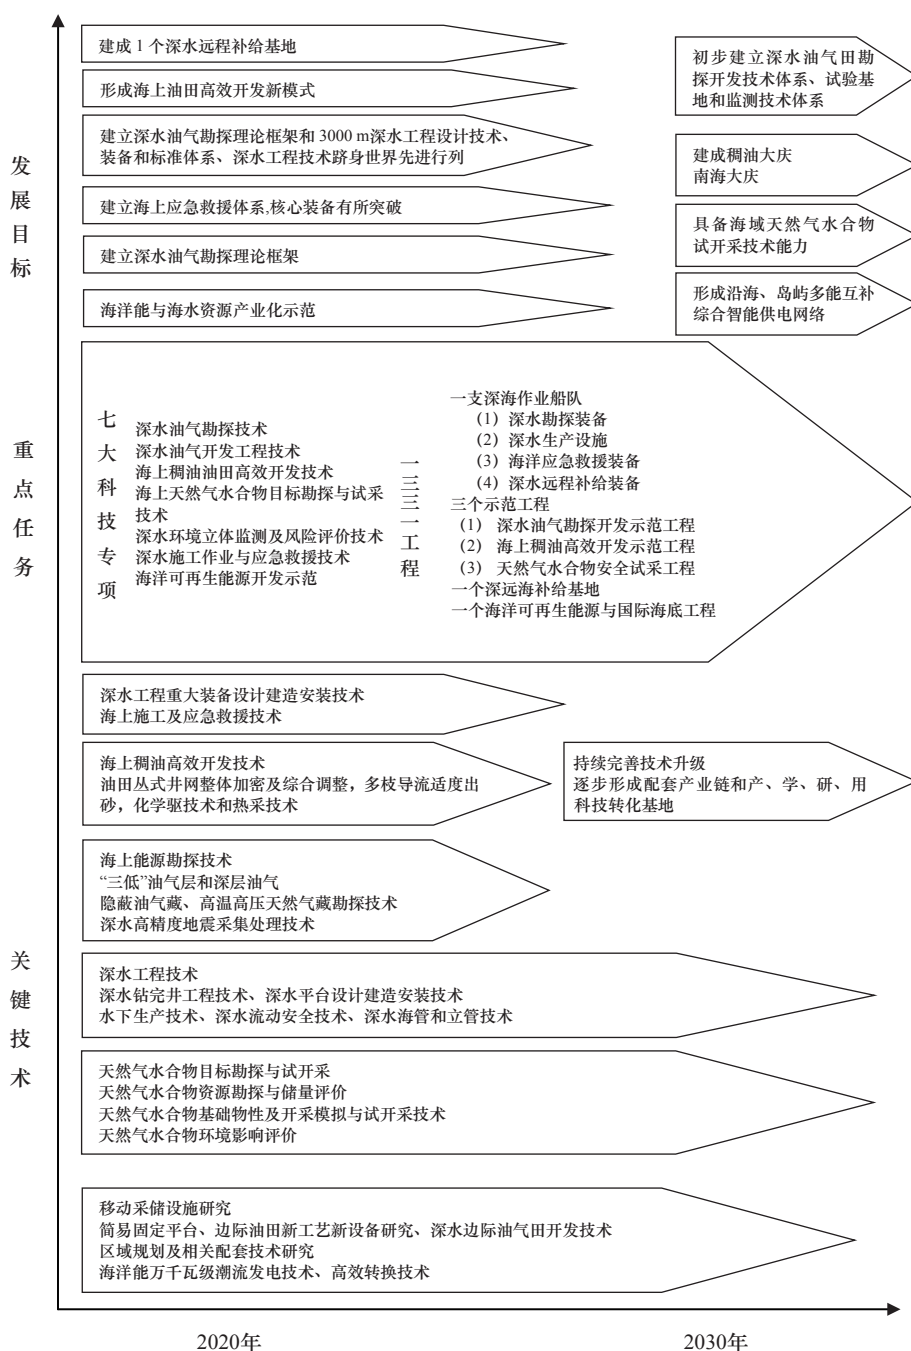 发展目标
建成 1 个深水远程补给基地
形成海上油田高效开发新模式
建立深水油气勘探理论框架和 3000 m深水工程设计技术、
装备和标准体系、深水工程技术跻身世界先进行列
建立海上应急救援体系,核心装备有所突破
建立深水油气勘探理论框架
海洋能与海水资源产业化示范
初步建立深水油气田勘
探开发技术体系、试验基
地和监测技术体系
建成稠油大庆
南海大庆
具备海域天然气水合物
试开采技术能力
形成沿海、岛屿多能互补
综合智能供电网络
重点任务
七大科技专项
深水油气勘探技术
深水油气开发工程技术
海上稠油油田高效开发技术
海上天然气水合物目标勘探与试采
技术
深水环境立体监测及风险评价技术
深水施工作业与应急救援技术
海洋可再生能源开发示范
一三三一工程
一支深海作业船队
（1）深水勘探装备
（2）深水生产设施
（3）海洋应急救援装备
（4）深水远程补给装备
三个示范工程
（1） 深水油气勘探开发示范工程
（2） 海上稠油高效开发示范工程
（3） 天然气水合物安全试采工程
一个深远海补给基地
一个海洋可再生能源与国际海底工程
关键技术
深水工程重大装备设计建造安装技术
海上施工及应急救援技术
海上稠油高效开发技术
油田丛式井网整体加密及综合调整，多枝导流适度出
砂，化学驱技术和热采技术
持续完善技术升级
逐步形成配套产业链和产、学、研、用
科技转化基地
海上能源勘探技术
“三低”油气层和深层油气
隐蔽油气藏、高温高压天然气藏勘探技术
深水高精度地震采集处理技术
深水工程技术
深水钻完井工程技术、深水平台设计建造安装技术
水下生产技术、深水流动安全技术、深水海管和立管技术
天然气水合物目标勘探与试开采
天然气水合物资源勘探与储量评价
天然气水合物基础物性及开采模拟与试开采技术
天然气水合物环境影响评价
移动采储设施研究
简易固定平台、边际油田新工艺新设备研究、深水边际油气田开发技术
区域规划及相关配套技术研究
海洋能万千瓦级潮流发电技术、高效转换技术
2020年
2030年